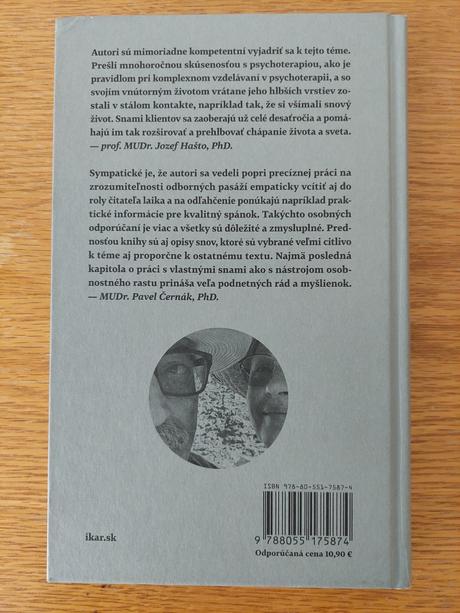 Autori sú mimoriadne kompetentní vyjadriť sa k tejto téme.
Prešli mnohoročnou skúsenosťou s psychoterapiou, ako je
pravidlom pri komplexnom vzdelávaní v psychoterapii, a so
svojím vnútorným životom vrátane jeho hlbších vrstiev zo-
stali v stálom kontakte, napríklad tak, že si všímali snový
život. Snami klientov sa zaoberajú už celé desaťročia a pomá-
hajú im tak rozširovať a prehlbovať chápanie života a sveta.
— prof. MUDr. Jozef Hašto, PhD.
Sympatické je, že autori sa vedeli popri precíznej práci na
zrozumiteľnosti odborných pasáží empaticky vcítiť aj do
roly čitateľa laika a na odľahčenie ponúkajú napríklad prak-
tické informácie pre kvalitný spánok. Takýchto osobných
odporúčaní je viac a všetky sú dôležité a zmysluplné. Pred-
nosťou knihy sú aj opisy snov, ktoré sú vybrané veľmi citlivo
k téme aj proporčne k ostatnému textu. Najmä posledná
kapitola o práci s vlastnými snami ako s nástrojom osob-
nostného rastu prináša veľa podnetných rád a myšlienok.
— MUDr. Pavel Černák, PhD.
ISBN 978-80-551-7587-4
9 788055 175874
ikar.sk
Odporúčaná cena 10,90 €